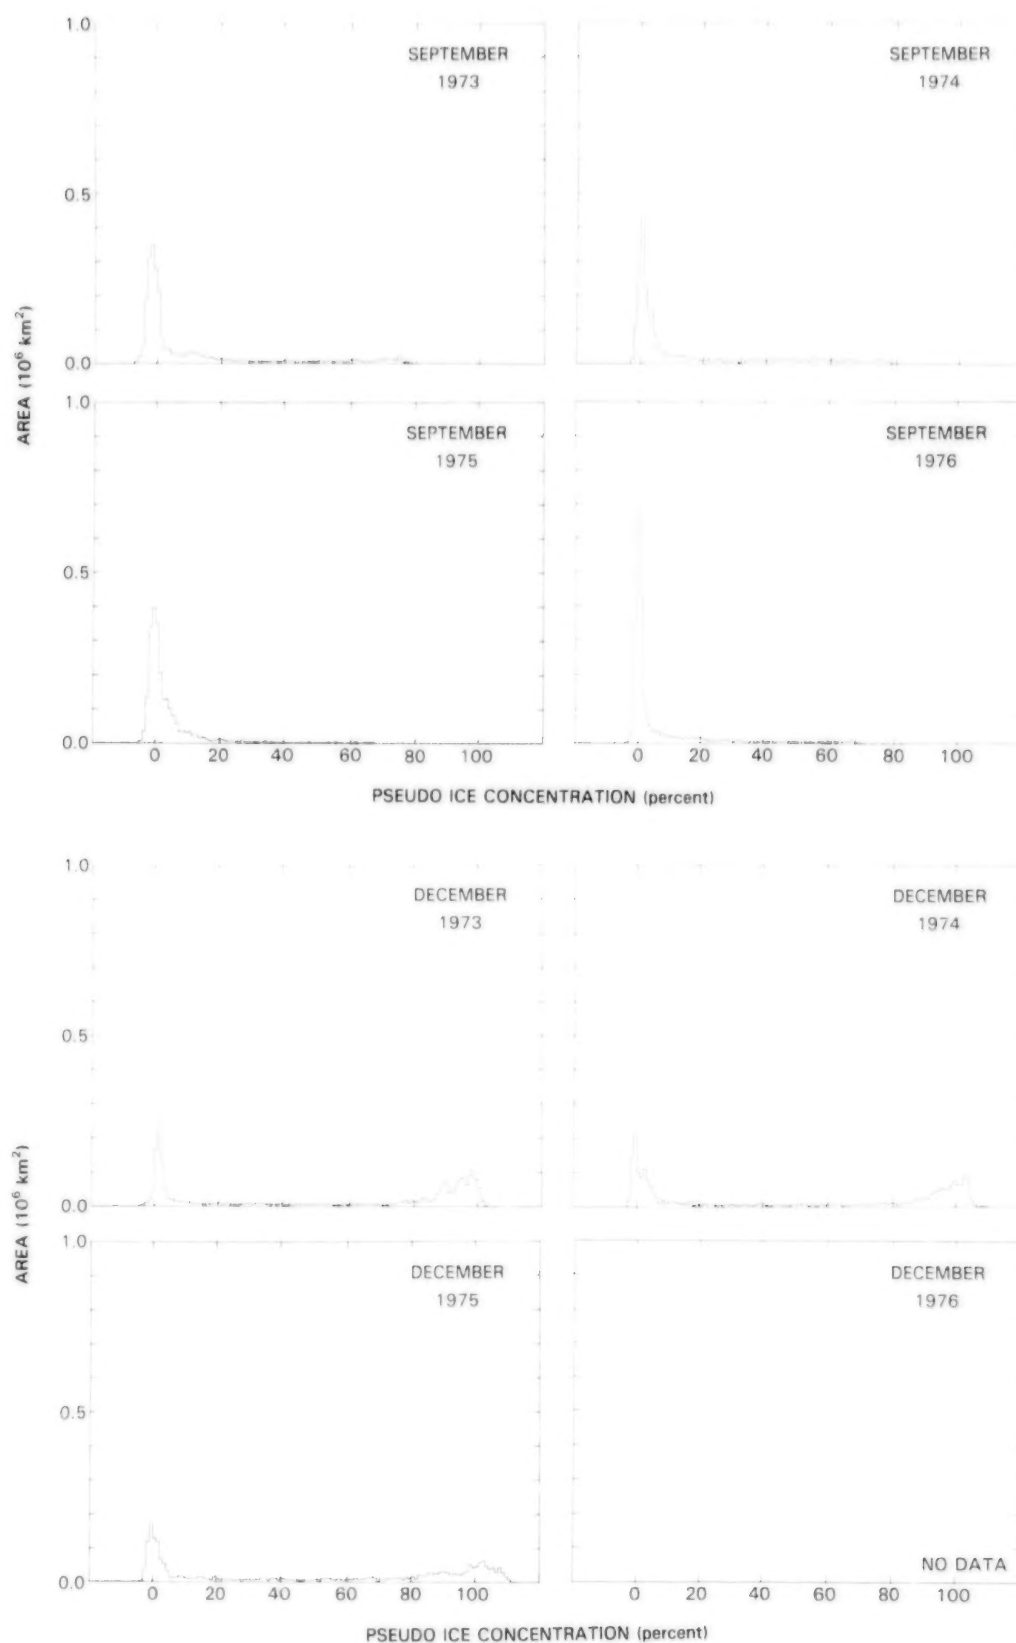 1.0
SEPTEMBER
1973
SEPTEMBER
1974
0.5
0.0
AREA (10⁶ km²)
1.0
SEPTEMBER
1975
SEPTEMBER
1976
0.5
0.0
0 20 40 60 80 100
0 20 40 60 80 100
PSEUDO ICE CONCENTRATION (percent)
1.0
DECEMBER
1973
DECEMBER
1974
0.5
0.0
AREA (10⁶ km²)
1.0
DECEMBER
1975
DECEMBER
1976
0.5
0.0
NO DATA
0 20 40 60 80 100
0 20 40 60 80 100
PSEUDO ICE CONCENTRATION (percent)